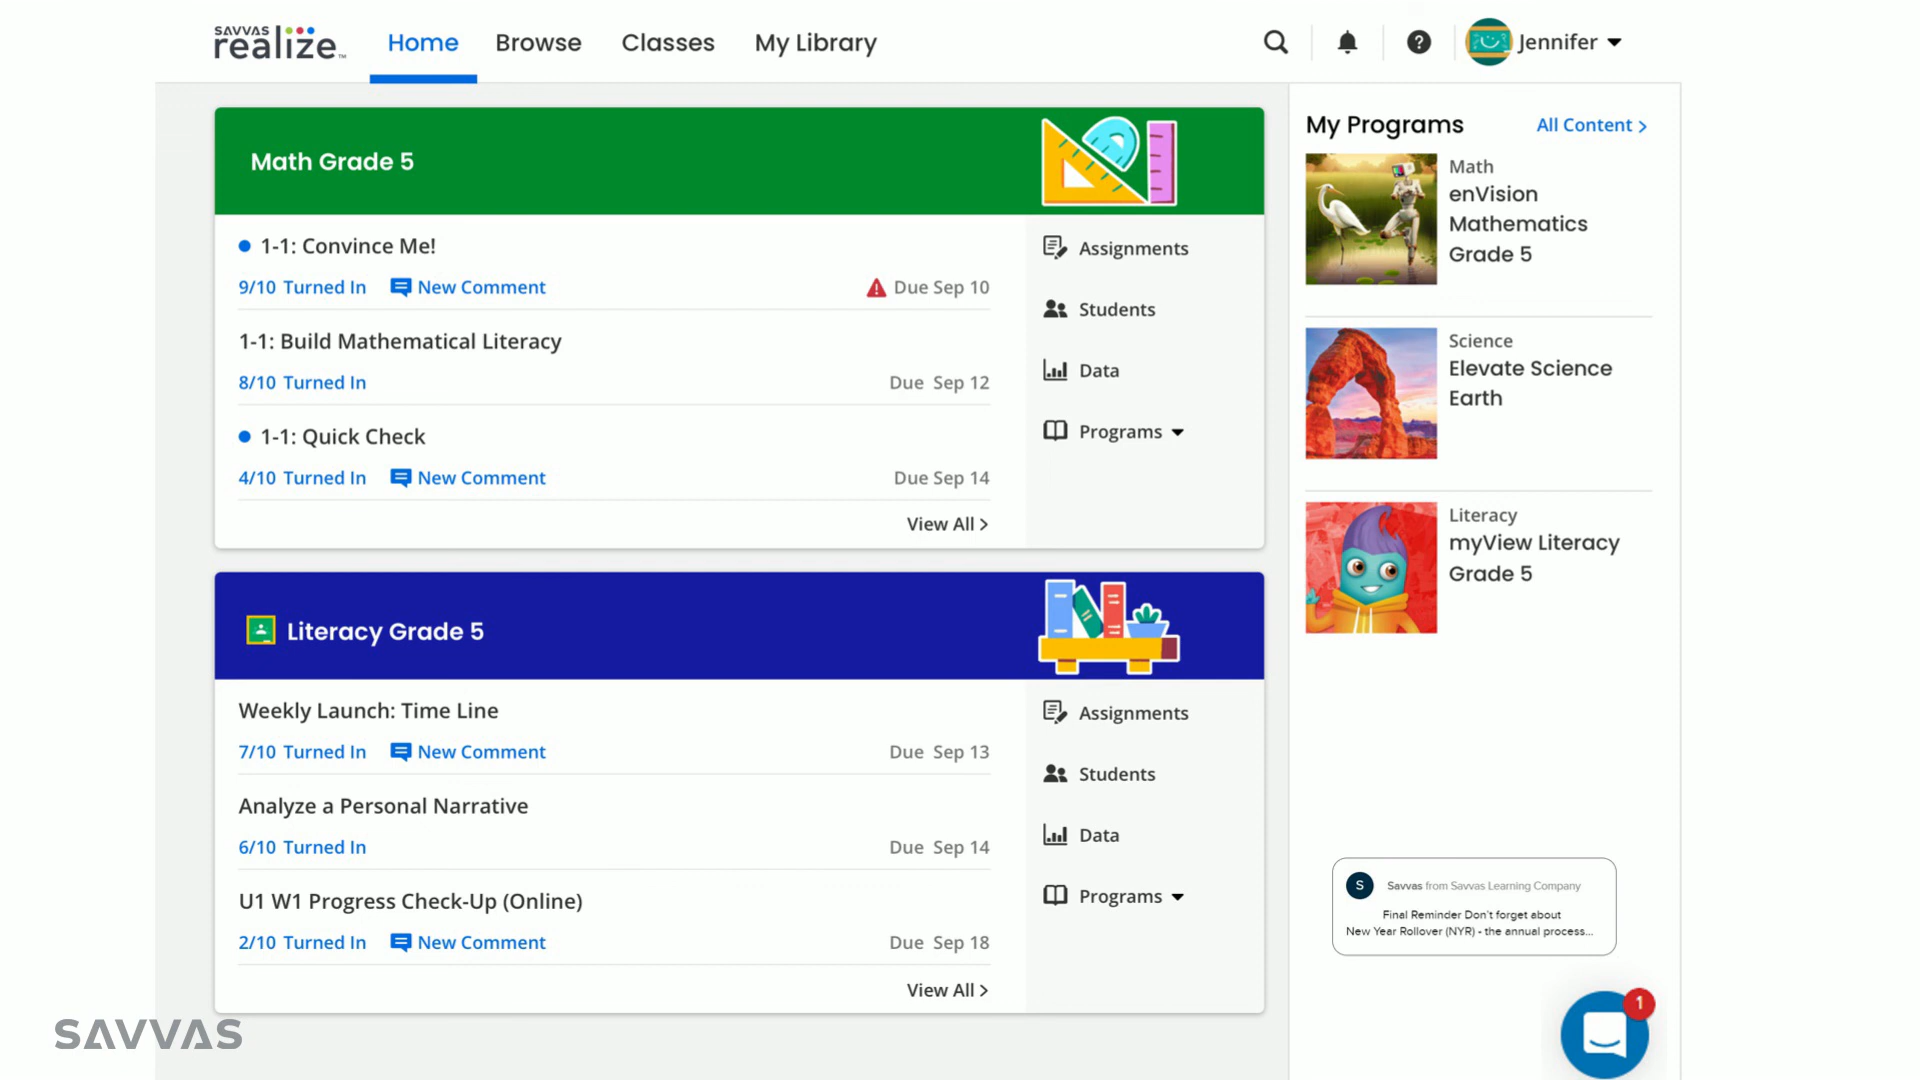 SAVVAS
realize™
Home
Browse
Classes
My Library
Jennifer
Math Grade 5
1-1: Convince Me!
9/10 Turned In
New Comment
Due Sep 10
1-1: Build Mathematical Literacy
8/10 Turned In
Due Sep 12
1-1: Quick Check
4/10 Turned In
New Comment
Due Sep 14
View All >
Assignments
Students
Data
Programs
Literacy Grade 5
Weekly Launch: Time Line
7/10 Turned In
New Comment
Due Sep 13
Analyze a Personal Narrative
6/10 Turned In
Due Sep 14
U1 W1 Progress Check-Up (Online)
2/10 Turned In
New Comment
Due Sep 18
View All >
Assignments
Students
Data
Programs
My Programs
All Content >
Math
enVision
Mathematics
Grade 5
Science
Elevate Science
Earth
Literacy
myView Literacy
Grade 5
S
Savvas from Savvas Learning Company
Final Reminder Don't forget about
New Year Rollover (NYR) - the annual process...
1
SAVVAS